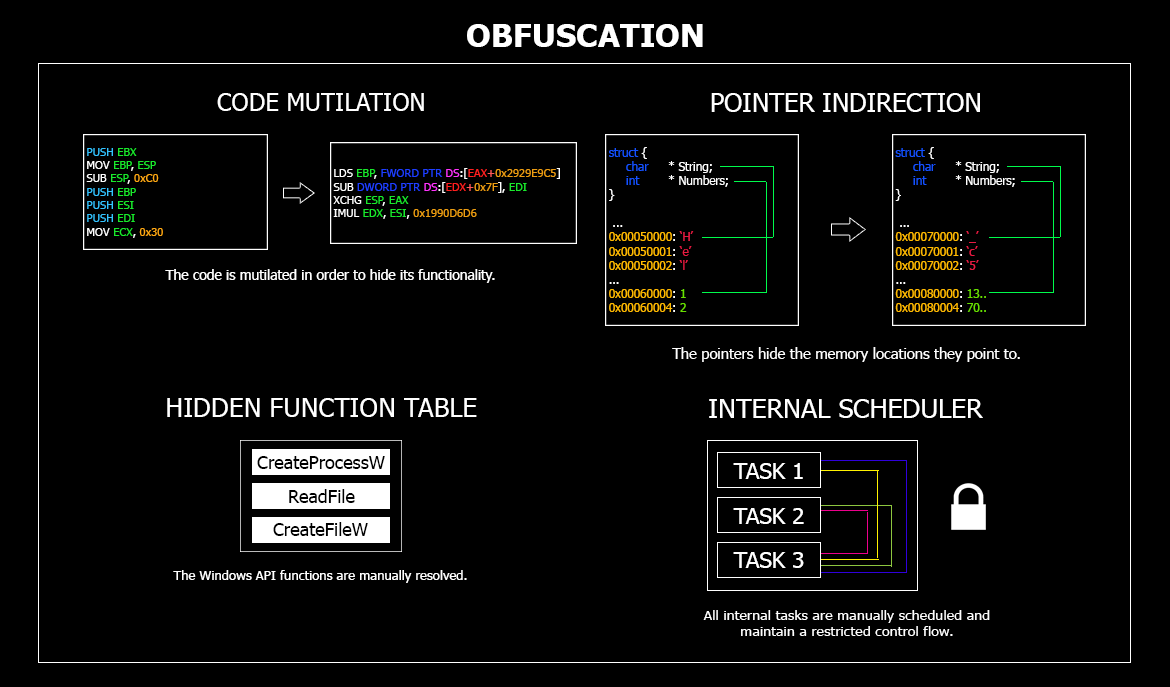 OBFUSCATION
CODE MUTILATION
PUSH EBX
MOV EBP, ESP
SUB ESP, 0xC0
PUSH EBP
PUSH ESI
PUSH EDI
MOV ECX, 0x30
LDS EBP, FWORD PTR DS:[EAX+0x2929E9C5]
SUB DWORD PTR DS:[EDX+0x7F], EDI
XCHG ESP, EAX
IMUL EDX, ESI, 0x1990D6D6
The code is mutilated in order to hide its functionality.
POINTER INDIRECTION
struct {
char * String;
int * Numbers;
}
...
0x00050000: 'H'
0x00050001: 'e'
0x00050002: 'l'
...
0x00060000: 1
0x00060004: 2
struct {
char * String;
int * Numbers;
}
...
0x00070000: '_'
0x00070001: 'c'
0x00070002: '5'
...
0x00080000: 13..
0x00080004: 70..
The pointers hide the memory locations they point to.
HIDDEN FUNCTION TABLE
CreateProcessW
ReadFile
CreateFileW
The Windows API functions are manually resolved.
INTERNAL SCHEDULER
TASK 1
TASK 2
TASK 3
All internal tasks are manually scheduled and
maintain a restricted control flow.